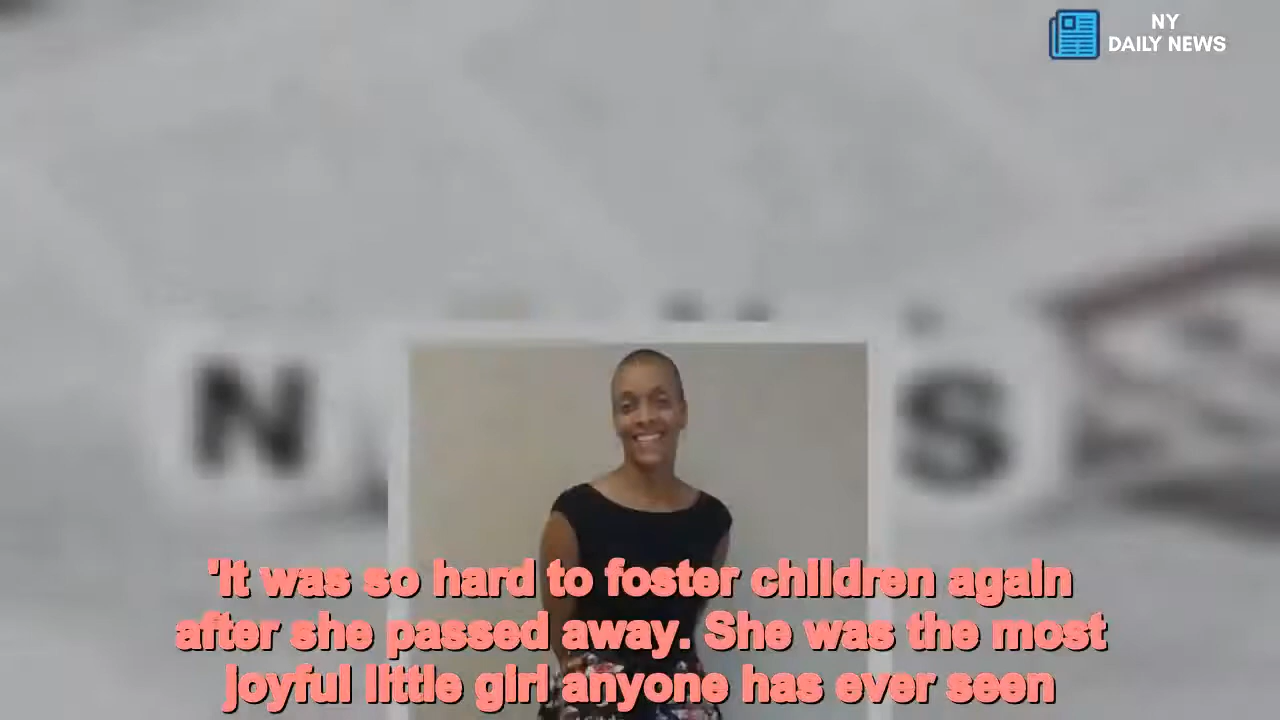 NY
DAILY NEWS
N S
'It was so hard to foster children again
after she passed away. She was the most
joyful little girl anyone has ever seen